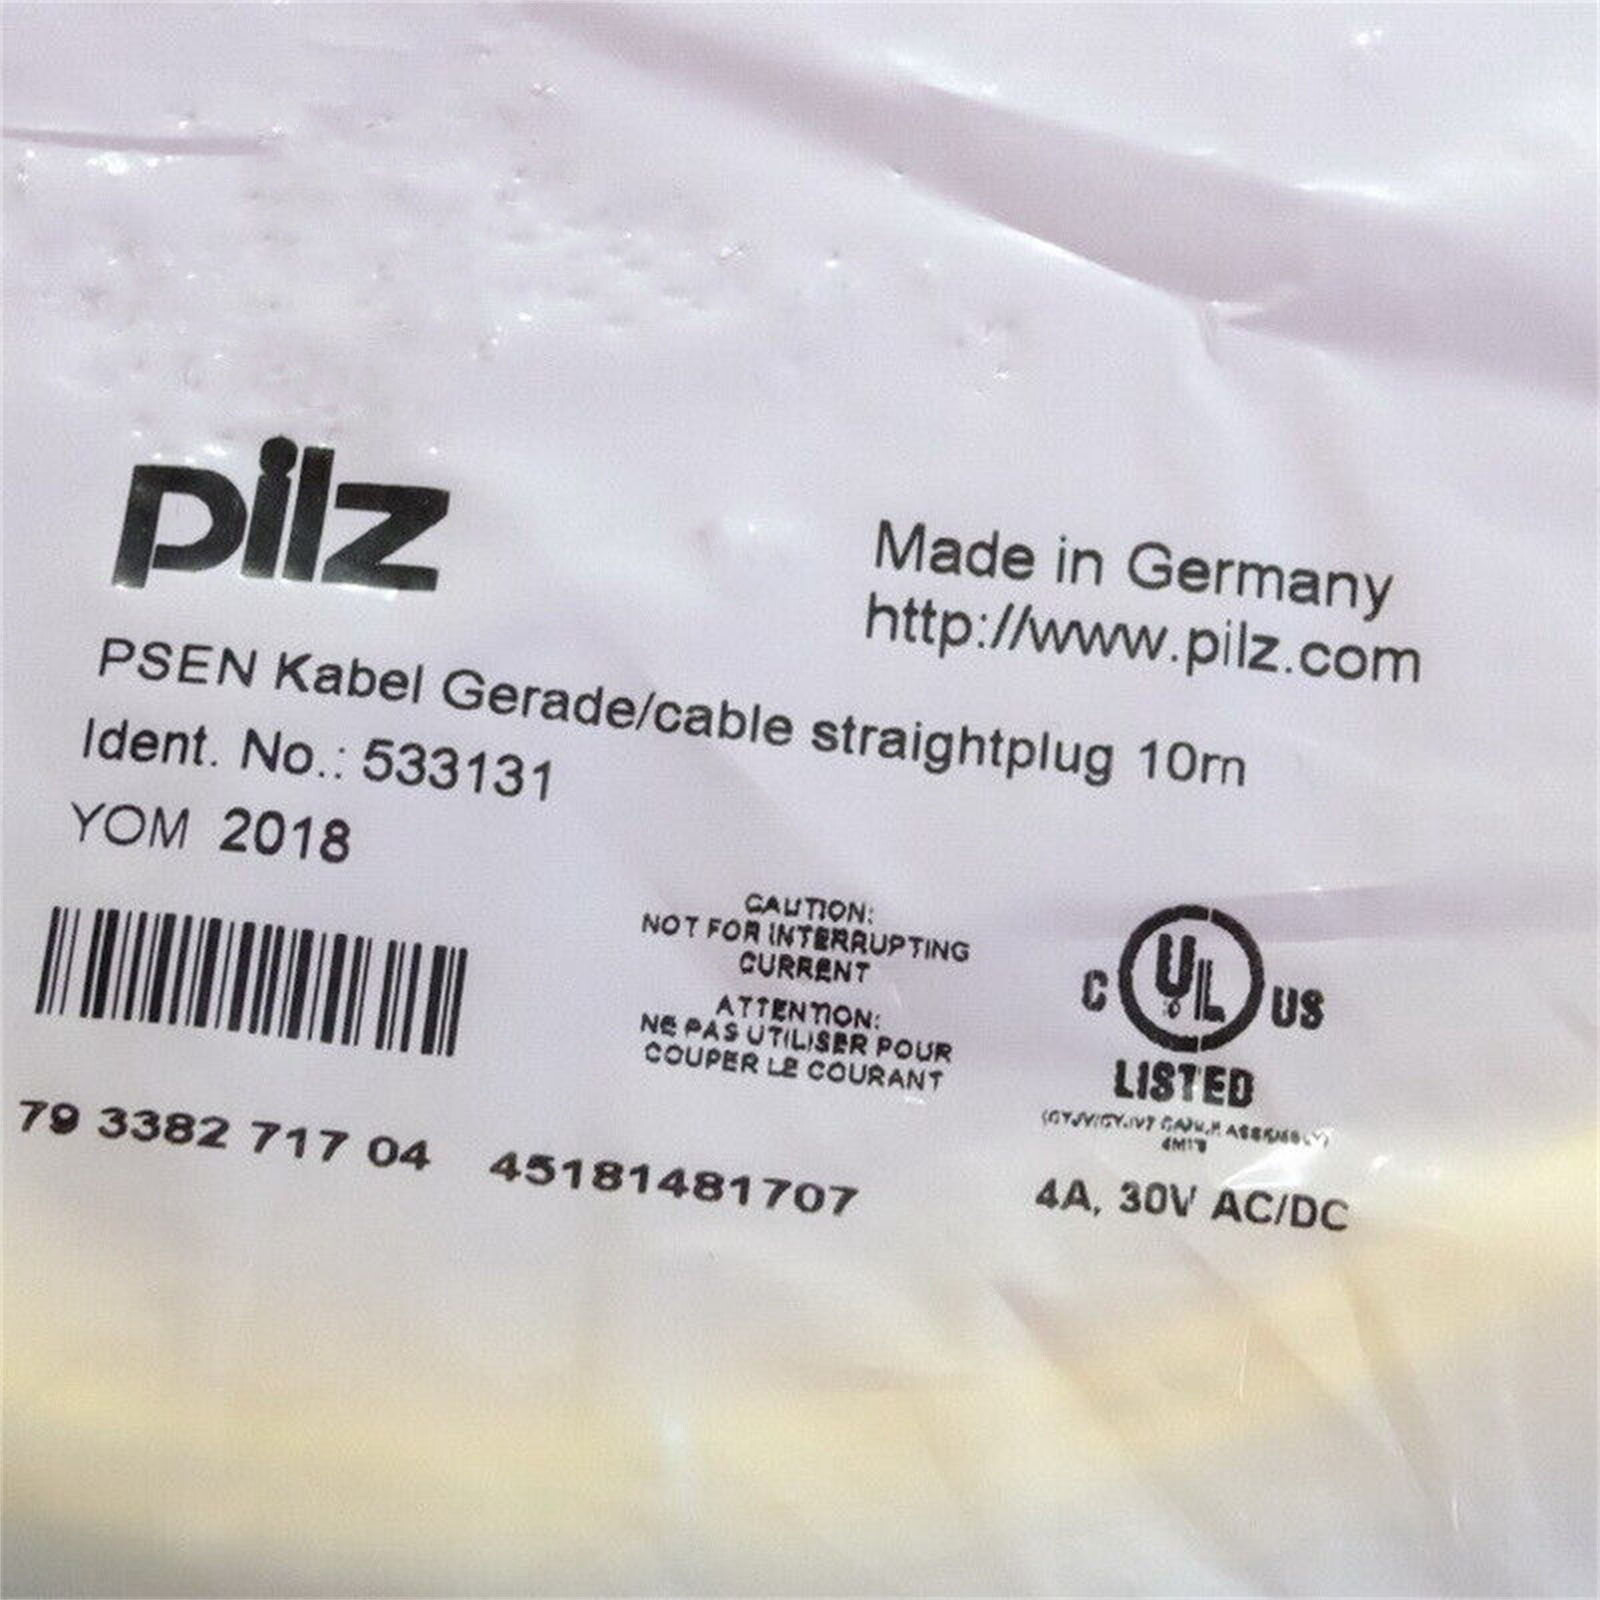 pilz
Made in Germany
http://www.pilz.com
PSEN Kabel Gerade/cable straightplug 10m
Ident. No.: 533131
YOM 2018
CAUTION:
NOT FOR INTERRUPTING
CURRENT
ATTENTION:
NE PAS UTILISER POUR
COUPER LE COURANT
C UL US
LISTED
79 3382 717 04 45181481707
4A, 30V AC/DC